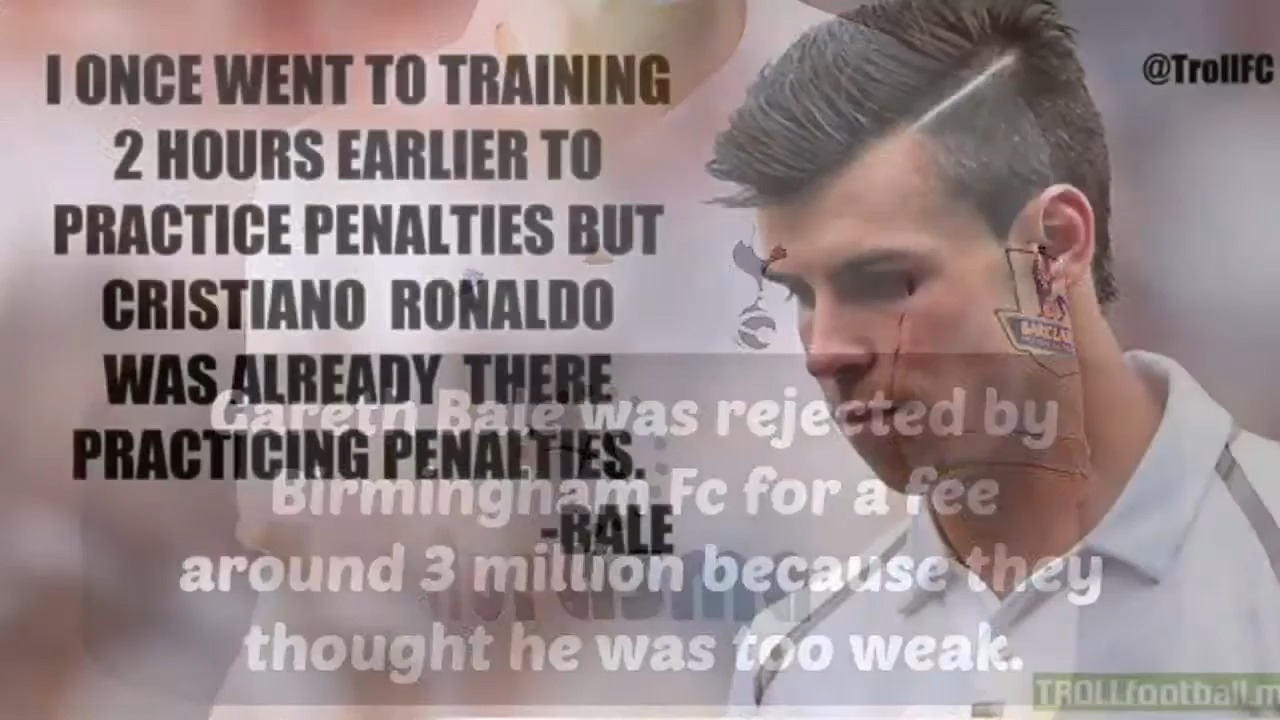 I ONCE WENT TO TRAINING
2 HOURS EARLIER TO
PRACTICE PENALTIES BUT
CRISTIANO RONALDO
WAS ALREADY THERE
PRACTICING PENALTIES.
-BALE
@TrollFC
Gareth Bale was rejected by
Birmingham Fc for a fee
around 3 million because they
thought he was too weak.
BARCLAYS
TROLLfootball.m